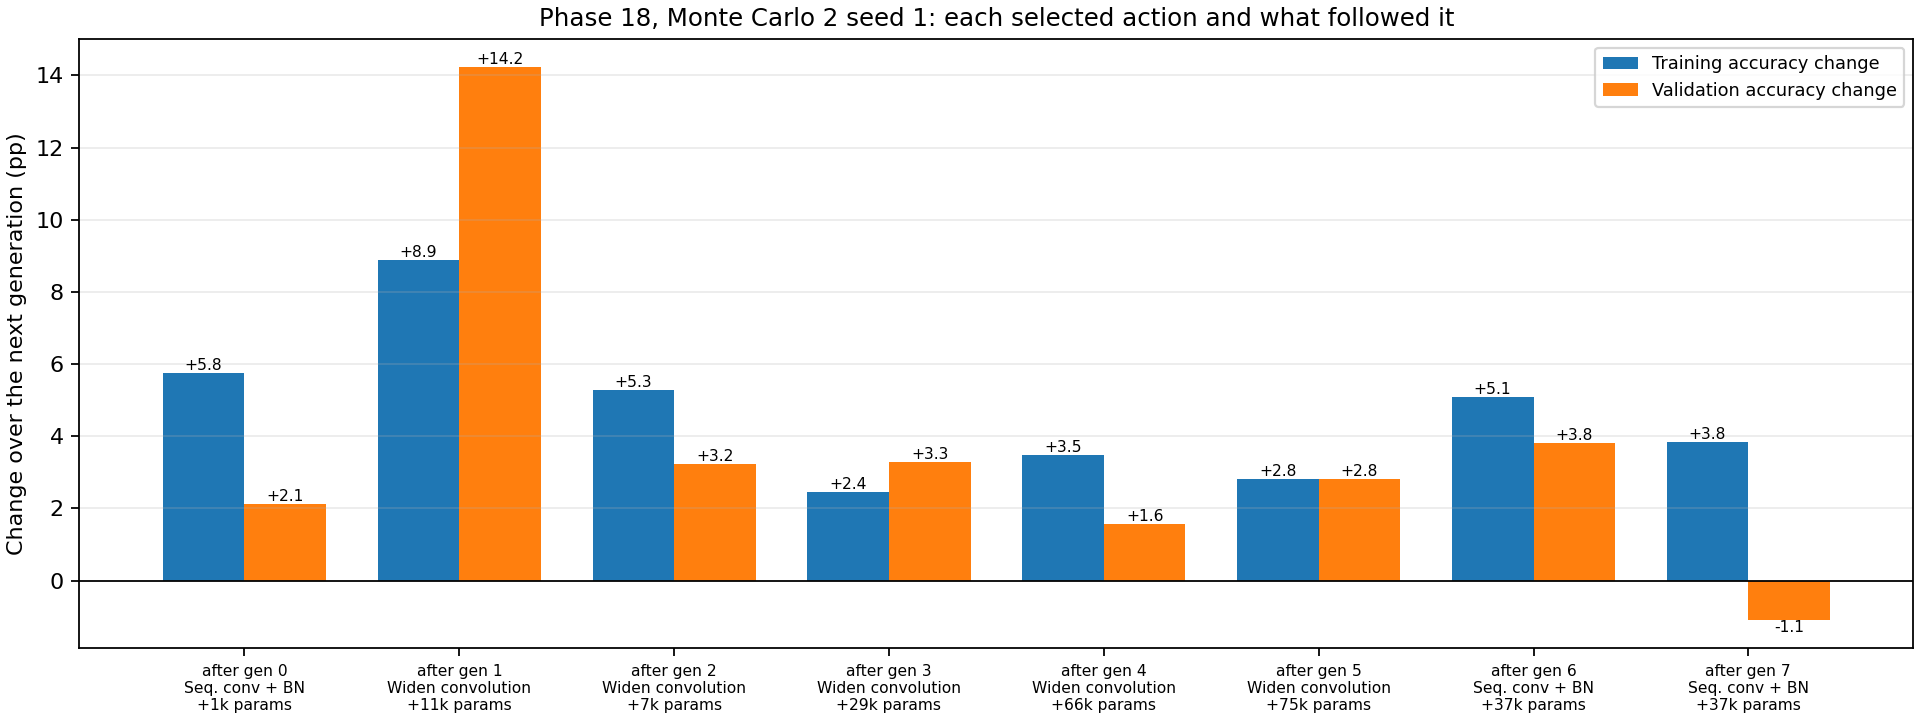 Phase 18, Monte Carlo 2 seed 1: each selected action and what followed it
Change over the next generation (pp)
14
12
10
8
6
4
2
0
Training accuracy change
Validation accuracy change
+5.8
+2.1
+8.9
+14.2
+5.3
+3.2
+2.4
+3.3
+3.5
+1.6
+2.8
+2.8
+5.1
+3.8
+3.8
-1.1
after gen 0
Seq. conv + BN
+1k params
after gen 1
Widen convolution
+11k params
after gen 2
Widen convolution
+7k params
after gen 3
Widen convolution
+29k params
after gen 4
Widen convolution
+66k params
after gen 5
Widen convolution
+75k params
after gen 6
Seq. conv + BN
+37k params
after gen 7
Seq. conv + BN
+37k params